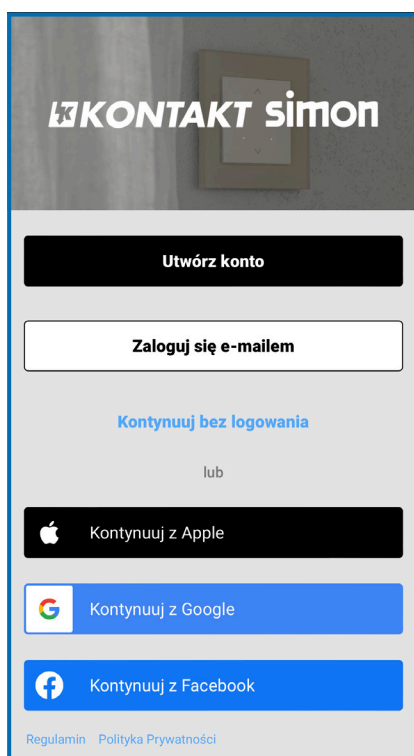 KONTAKT simon
Utwórz konto
Zaloguj się e-mailem
Kontynuuj bez logowania
lub
Kontynuuj z Apple
Kontynuuj z Google
Kontynuuj z Facebook
Regulamin Polityka Prywatności